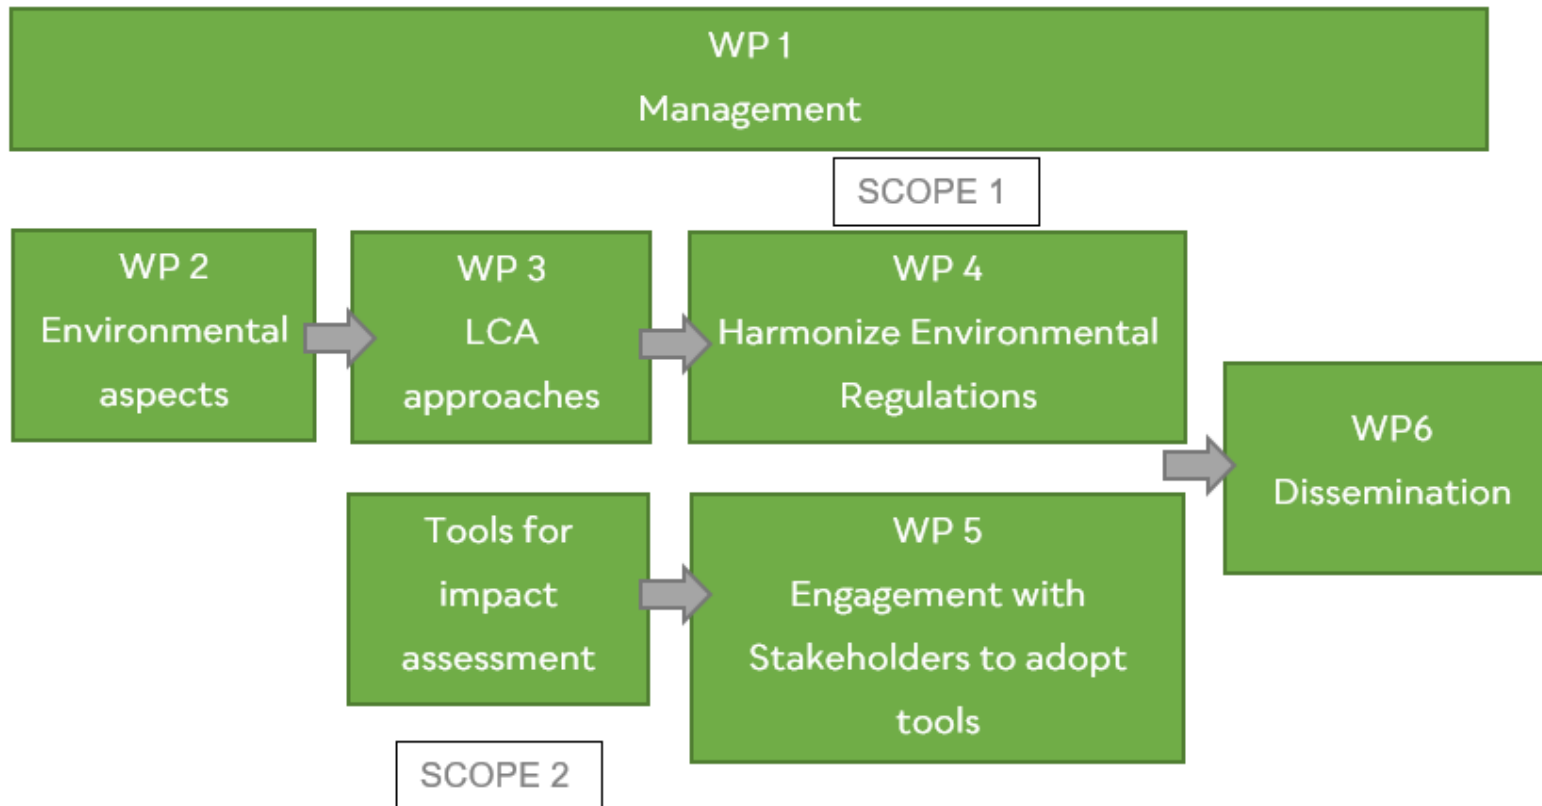 WP 1
Management
SCOPE 1
WP 2
Environmental
aspects
WP 3
LCA
approaches
WP 4
Harmonize Environmental
Regulations
WP6
Dissemination
Tools for
impact
assessment
WP 5
Engagement with
Stakeholders to adopt
tools
SCOPE 2